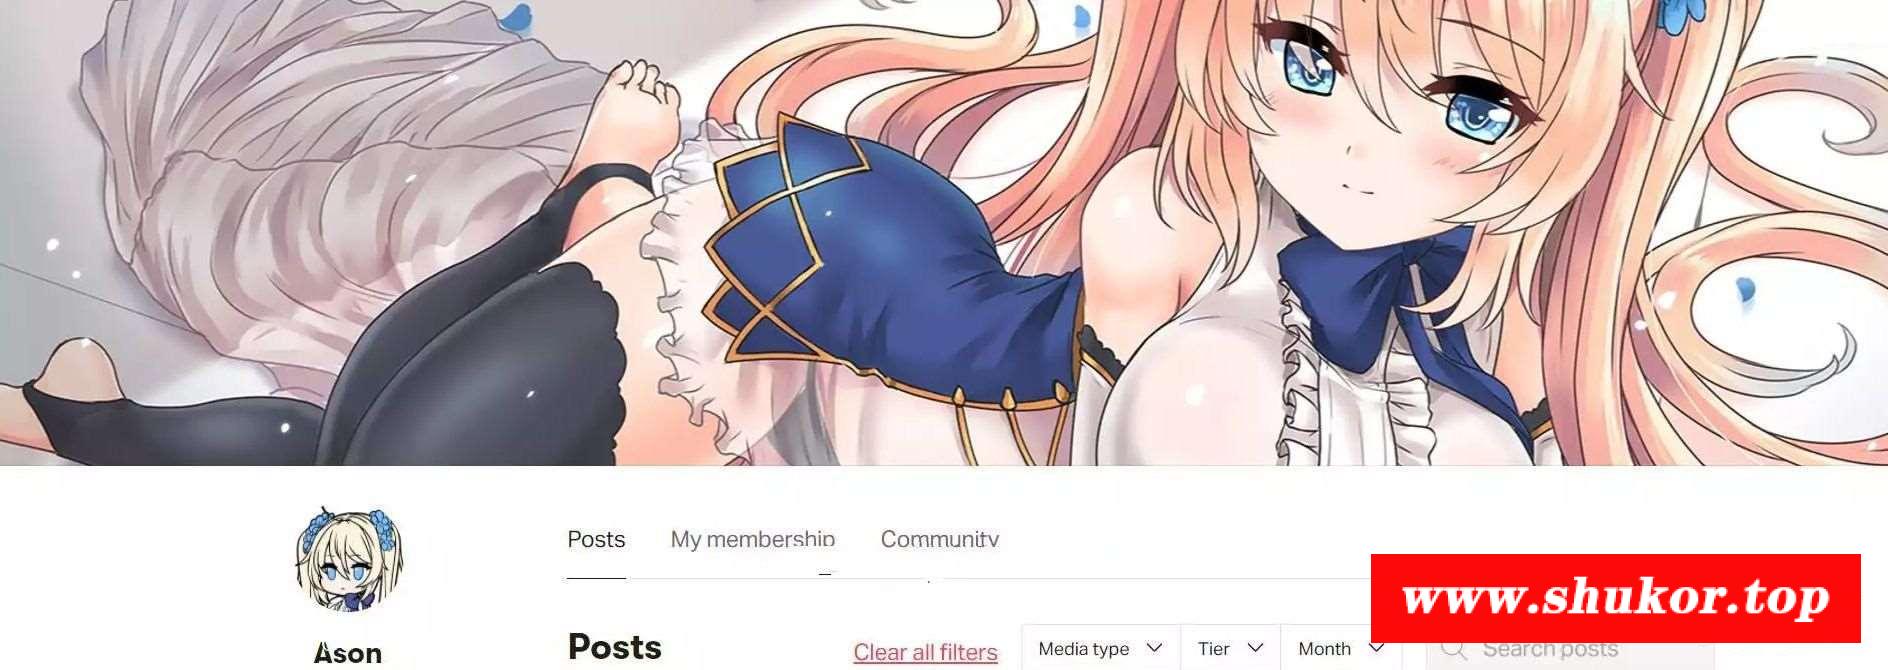 Posts My membership Community
www.shukor.top
Ason
Posts
Clear all filters Media type Tier Month Search posts